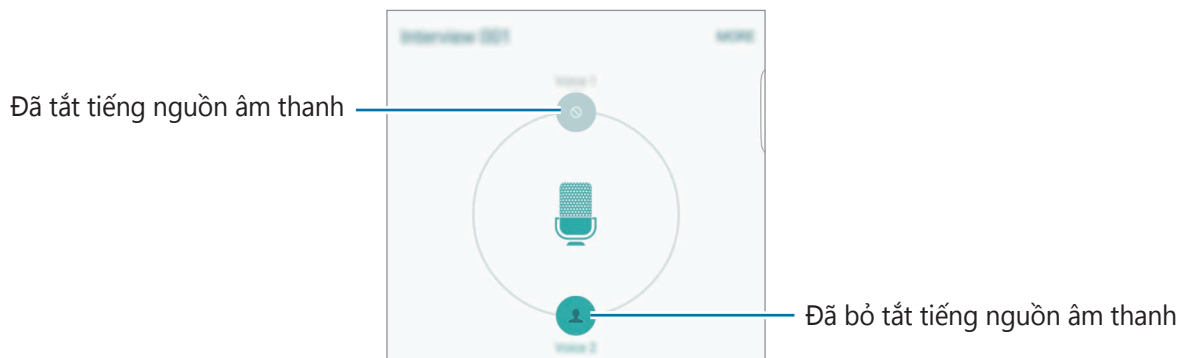 Interview 001
MORE
Voice 1
Đã tắt tiếng nguồn âm thanh
Đã bỏ tắt tiếng nguồn âm thanh
Voice 2